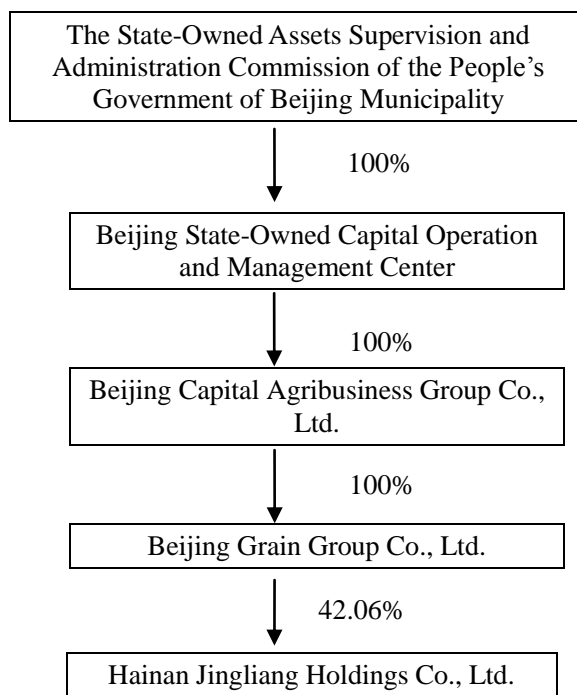 The State-Owned Assets Supervision and
Administration Commission of the People’s
Government of Beijing Municipality
100%
Beijing State-Owned Capital Operation
and Management Center
100%
Beijing Capital Agribusiness Group Co.,
Ltd.
100%
Beijing Grain Group Co., Ltd.
42.06%
Hainan Jingliang Holdings Co., Ltd.